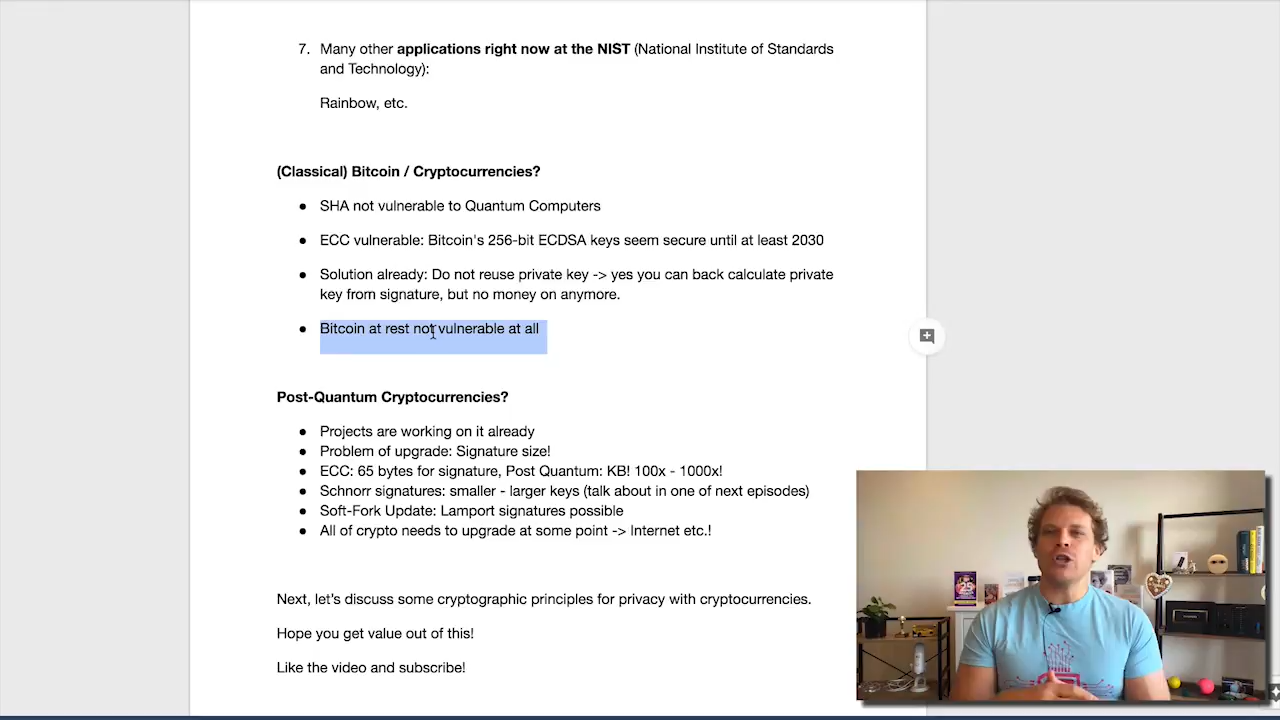 7. Many other applications right now at the NIST (National Institute of Standards
and Technology):
Rainbow, etc.
(Classical) Bitcoin / Cryptocurrencies?
● SHA not vulnerable to Quantum Computers
● ECC vulnerable: Bitcoin's 256-bit ECDSA keys seem secure until at least 2030
● Solution already: Do not reuse private key -> yes you can back calculate private
key from signature, but no money on anymore.
● Bitcoin at rest not vulnerable at all
Post-Quantum Cryptocurrencies?
● Projects are working on it already
● Problem of upgrade: Signature size!
● ECC: 65 bytes for signature, Post Quantum: KB! 100x - 1000x!
● Schnorr signatures: smaller - larger keys (talk about in one of next episodes)
● Soft-Fork Update: Lamport signatures possible
● All of crypto needs to upgrade at some point -> Internet etc.!
Next, let's discuss some cryptographic principles for privacy with cryptocurrencies.
Hope you get value out of this!
Like the video and subscribe!